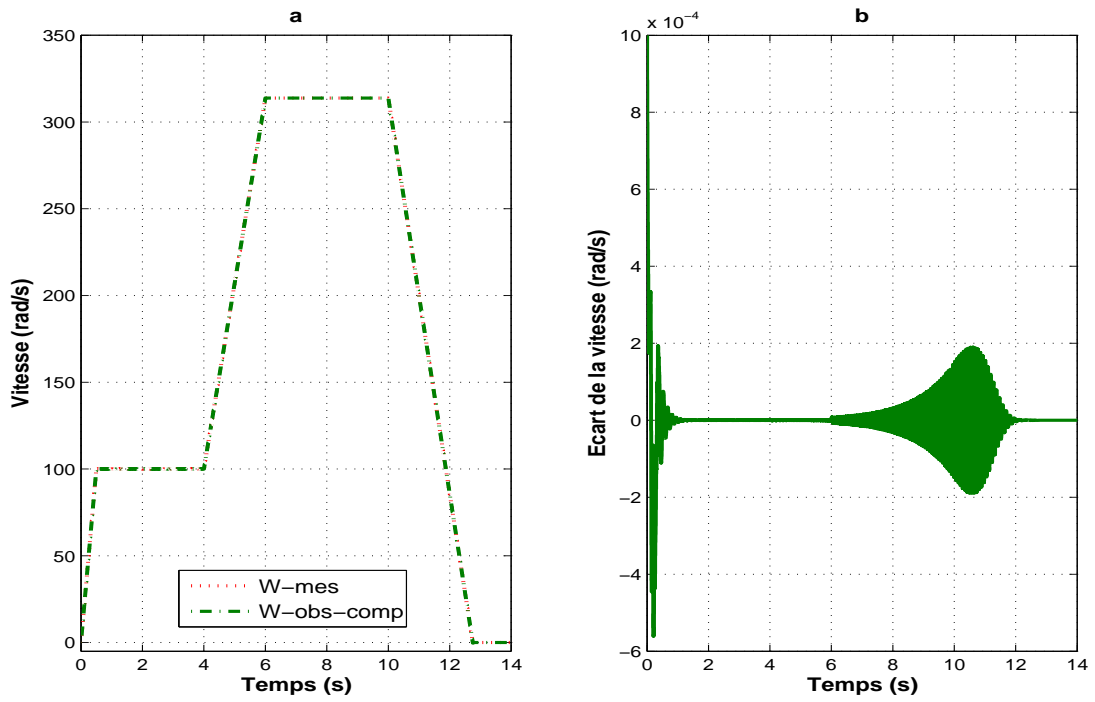 a
350
300
250
200
150
100
50
0
Vitesse (rad/s)
W-mes
W-obs-comp
0 2 4 6 8 10 12 14
Temps (s)
b
x 10⁻⁴
10
8
6
4
2
0
−2
−4
−6
Ecart de la vitesse (rad/s)
0 2 4 6 8 10 12 14
Temps (s)